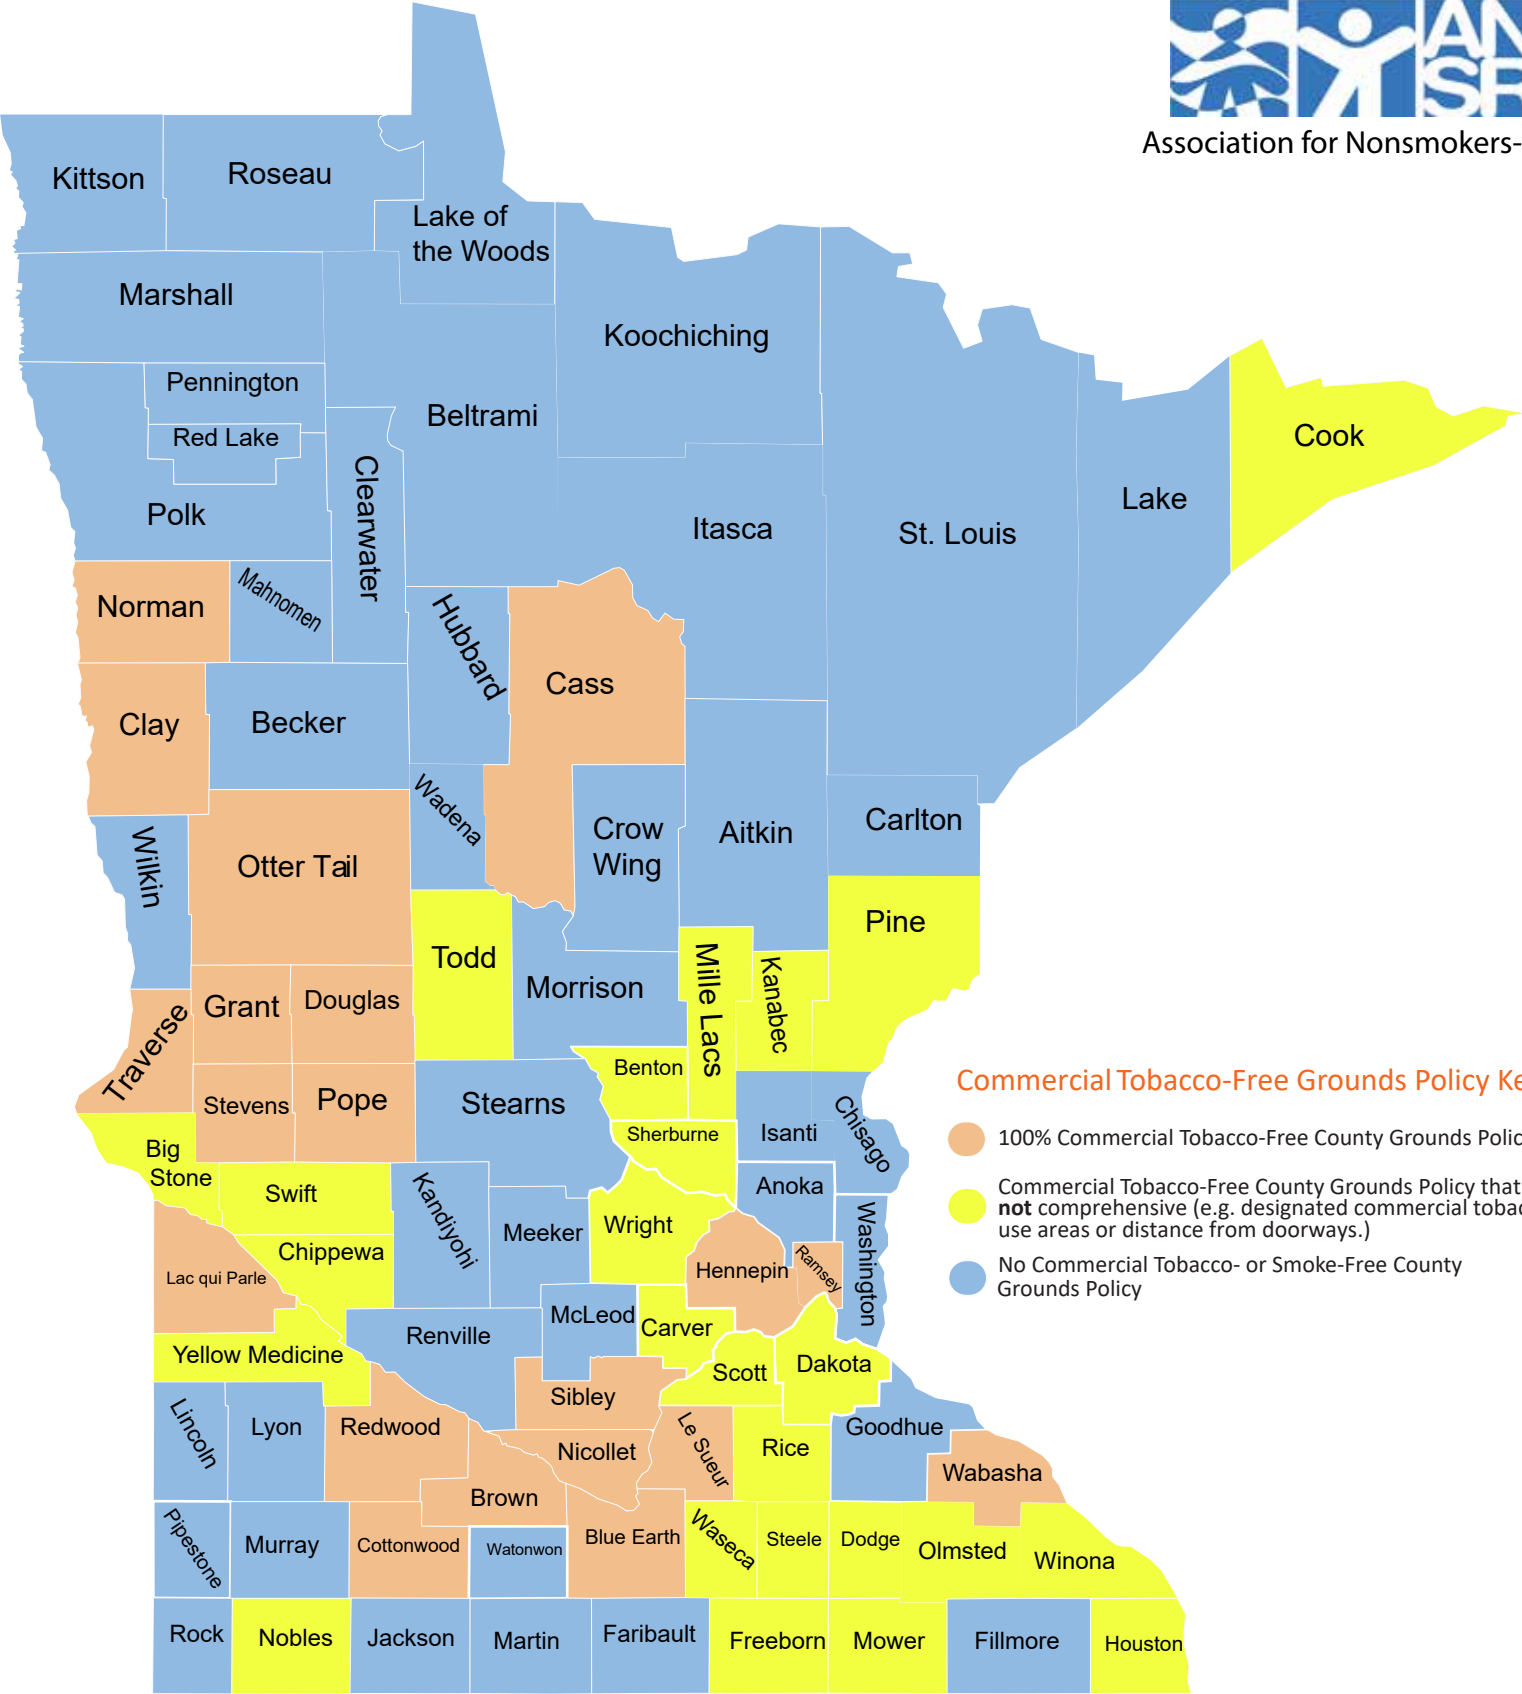 AN
SR
Association for Nonsmokers-
Kittson
Roseau
Lake of
the Woods
Marshall
Koochiching
Pennington
Beltrami
Red Lake
Cook
Clearwater
Lake
Polk
Itasca
St. Louis
Norman
Mahnomen
Hubbard
Cass
Clay
Becker
Wadena
Crow
Wing
Aitkin
Carlton
Wilkin
Otter Tail
Pine
Todd
Morrison
Mille Lacs
Kanabec
Grant
Douglas
Traverse
Benton
Stevens
Pope
Stearns
Sherburne
Isanti
Chisago
Big
Stone
Swift
Kandiyohi
Meeker
Wright
Anoka
Washington
Chippewa
Lac qui Parle
Hennepin
Ramsey
McLeod
Carver
Renville
Yellow Medicine
Scott
Dakota
Sibley
Lincoln
Lyon
Redwood
Le Sueur
Rice
Goodhue
Nicollet
Wabasha
Brown
Pipestone
Murray
Cottonwood
Watonwon
Blue Earth
Waseca
Steele
Dodge
Olmsted
Winona
Rock
Nobles
Jackson
Martin
Faribault
Freeborn
Mower
Fillmore
Houston
Commercial Tobacco-Free Grounds Policy Ke
100% Commercial Tobacco-Free County Grounds Polic
Commercial Tobacco-Free County Grounds Policy that
not comprehensive (e.g. designated commercial tobac
use areas or distance from doorways.)
No Commercial Tobacco- or Smoke-Free County
Grounds Policy